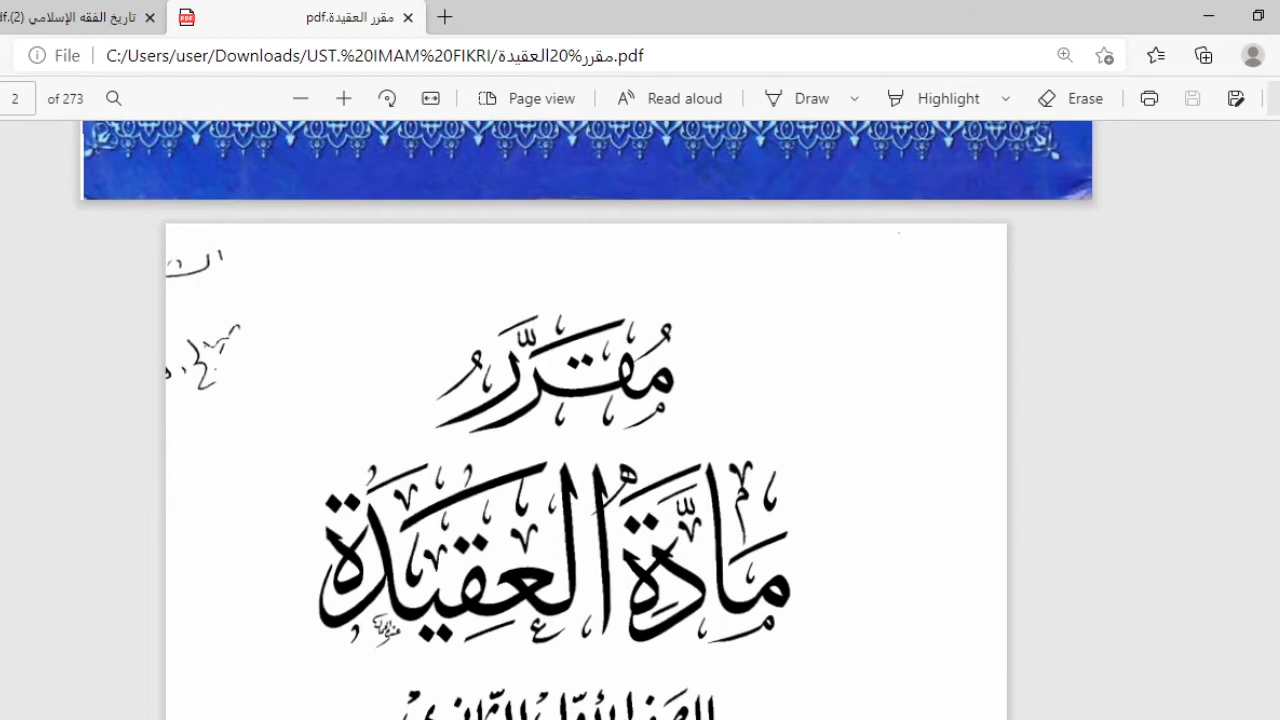 تاريخ الفقه الإسلامي (2).pdf
مقرر العقيدة.pdf
File C:/Users/user/Downloads/UST.%20IMAM%20FIKRI/مقرر%20العقيدة.pdf
2 of 273 Page view Read aloud Draw Highlight Erase
مُقَرَّرُ
مَادَّةِ العَقِيدَةِ